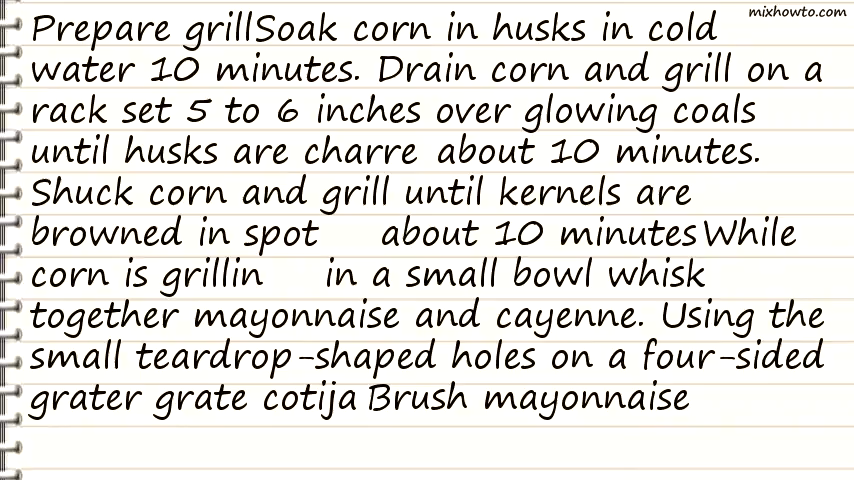 mixhowto.com
Prepare grillSoak corn in husks in cold
water 10 minutes. Drain corn and grill on a
rack set 5 to 6 inches over glowing coals
until husks are charre about 10 minutes.
Shuck corn and grill until kernels are
browned in spot about 10 minutesWhile
corn is grillin in a small bowl whisk
together mayonnaise and cayenne. Using the
small teardrop-shaped holes on a four-sided
grater grate cotija Brush mayonnaise